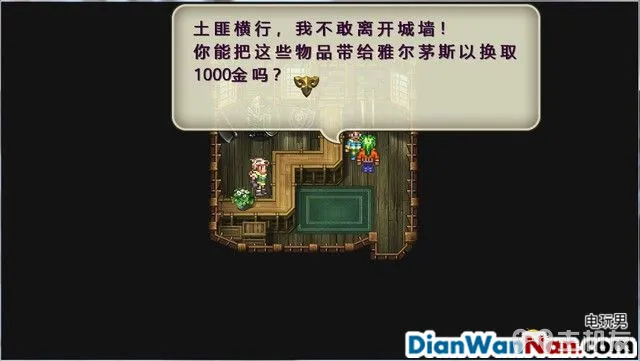 土匪横行，我不敢离开城墙！
你能把这些物品带给雅尔茅斯以换取
1000金吗？
电玩男
DianWanNan.com